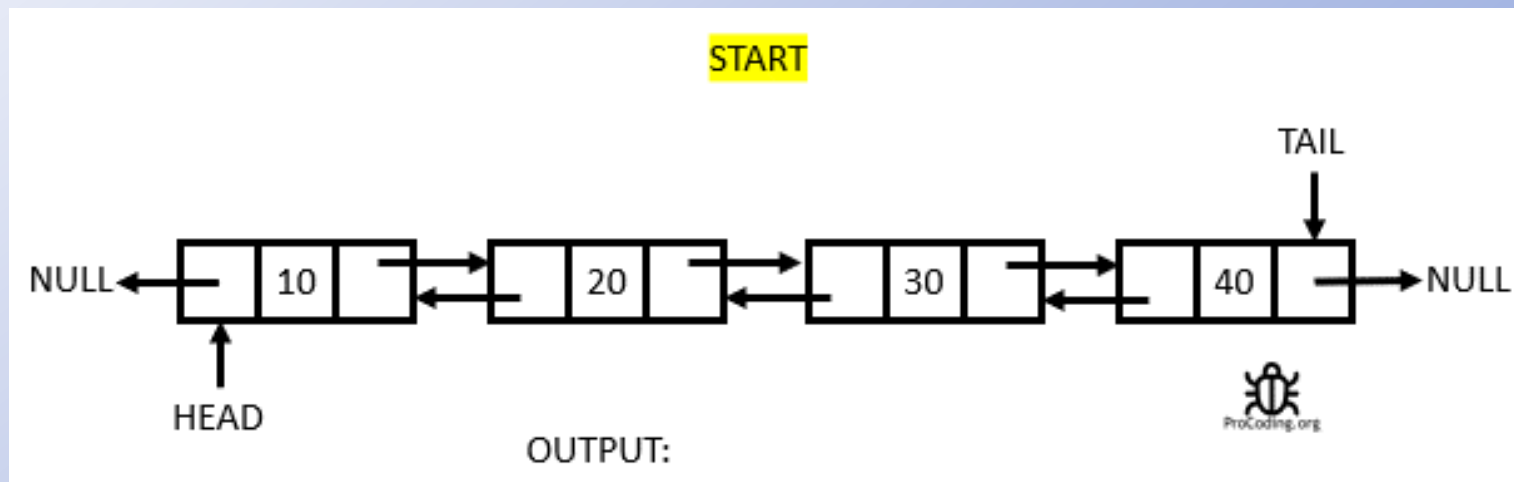 START
TAIL
NULL 10 20 30 40 NULL
HEAD
ProCoding.org
OUTPUT: